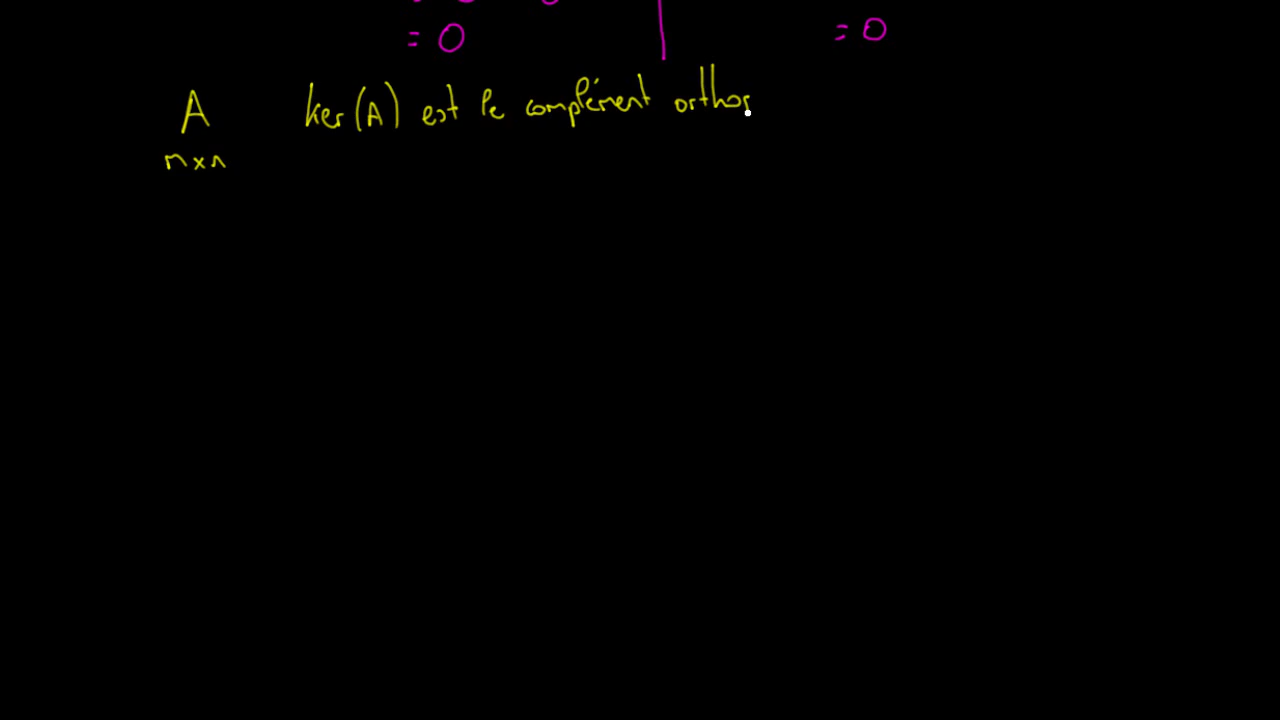 = 0 = 0
A ker(A) est le complément orthog
n×n